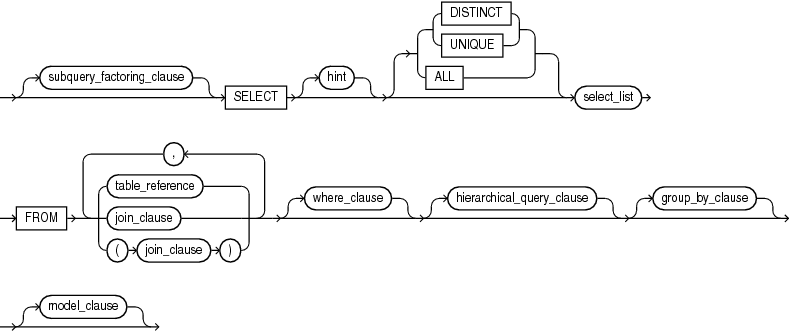 DISTINCT
UNIQUE
ALL
subquery_factoring_clause SELECT hint select_list
,
table_reference
FROM join_clause where_clause hierarchical_query_clause group_by_clause
( join_clause )
model_clause